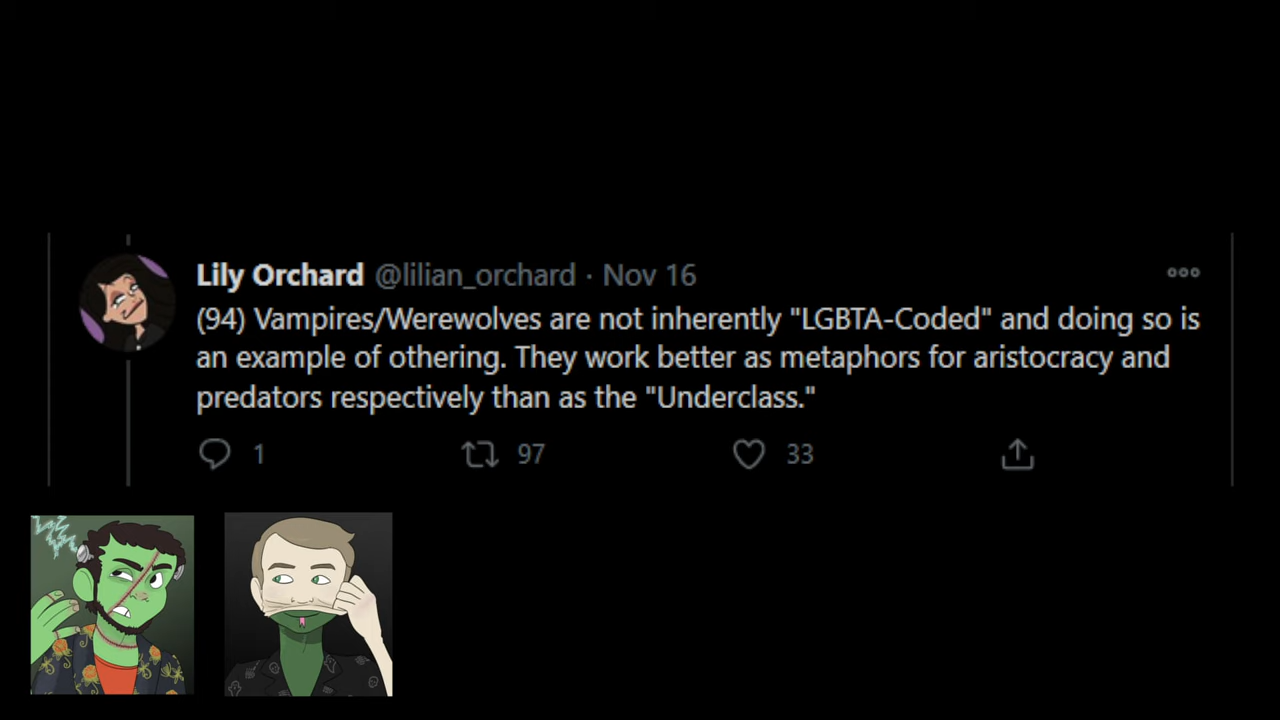 Lily Orchard @lilian_orchard · Nov 16
(94) Vampires/Werewolves are not inherently "LGBTA-Coded" and doing so is
an example of othering. They work better as metaphors for aristocracy and
predators respectively than as the "Underclass."
1 97 33